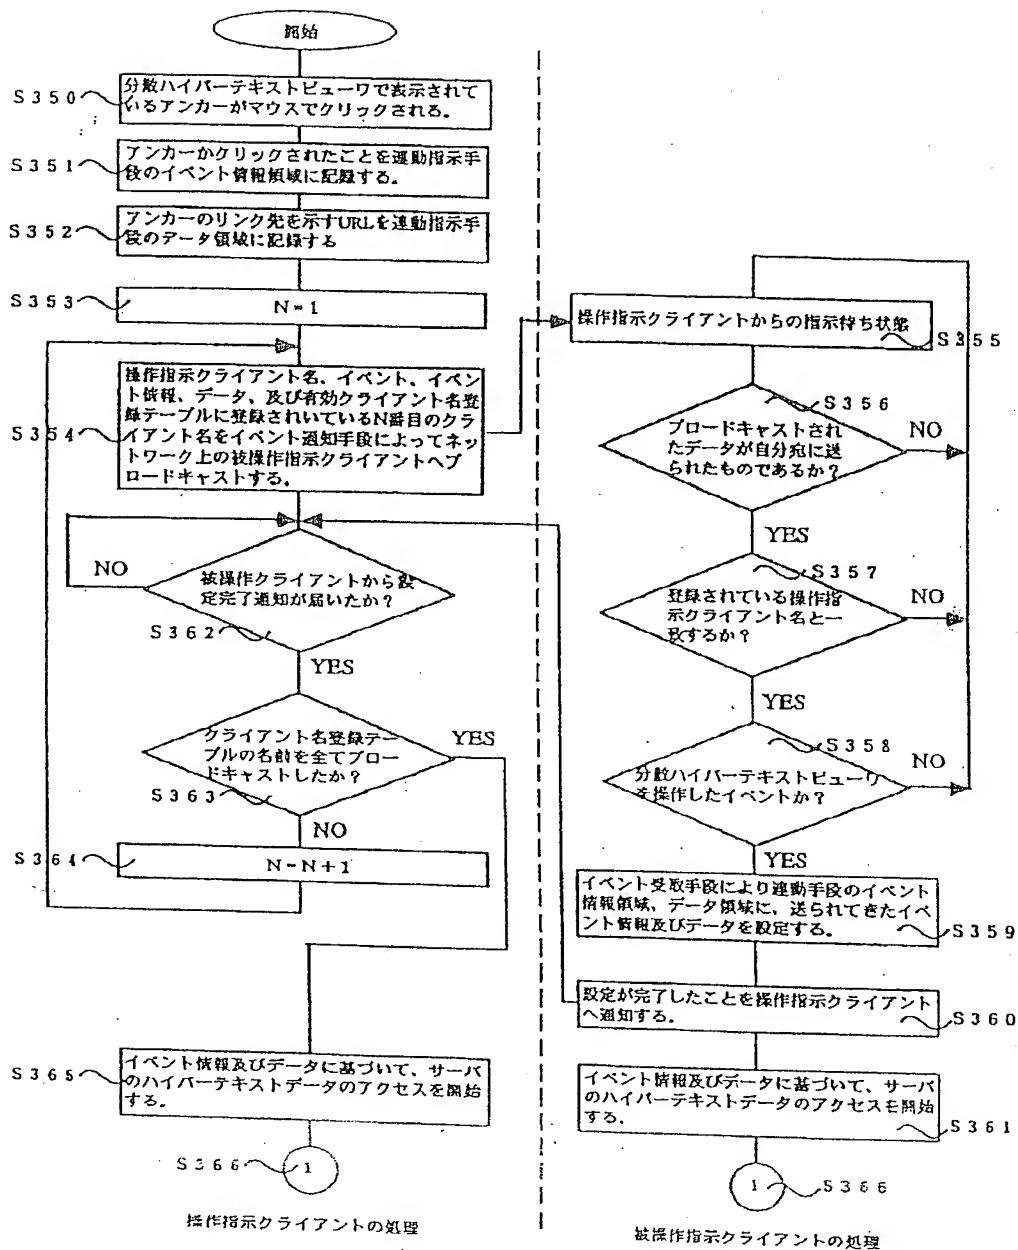 開始
S350
分散ハイパーテキストビューワで表示されて
いるアンカーがマウスでクリックされる。
S351
アンカーかクリックされたことを連動指示手
段のイベント情報領域に記録する。
S352
アンカーのリンク先を示すURLを連動指示手
段のデータ領域に記録する
S353
N=1
S354
操作指示クライアント名、イベント、イベン
ト情報、データ、及び有効クライアント名登
録テーブルに登録されいているN番目のクラ
イアント名をイベント通知手段によってネッ
トワーク上の被操作指示クライアントヘブ
ロードキャストする。
NO
被操作クライアントから設
定完了通知が届いたか?
S362
YES
クライアント名登録テー
ブルの名前を全てブロー
ドキャストしたか?
YES
S363
NO
S364
N=N+1
S365
イベント情報及びデータに基づいて、サーバ
のハイパーテキストデータのアクセスを開始
する。
S366
1
操作指示クライアントの処理
操作指示クライアントからの指示待ち状態
S355
S356
ブロードキャストされ
たデータが自分宛に送
られたものであるか?
NO
YES
S357
登録されている操作指
示クライアント名と一
致するか?
NO
YES
S358
分散ハイパーテキストビューワ
を操作したイベントか?
NO
YES
イベント受取手段により連動手段のイベント
情報領域、データ領域に、送られてきたイベ
ント情報及びデータを設定する。
S359
設定が完了したことを操作指示クライアント
へ通知する。
S360
イベント情報及びデータに基づいて、サーバ
のハイパーテキストデータのアクセスを開始
する。
S361
1
S366
被操作指示クライアントの処理